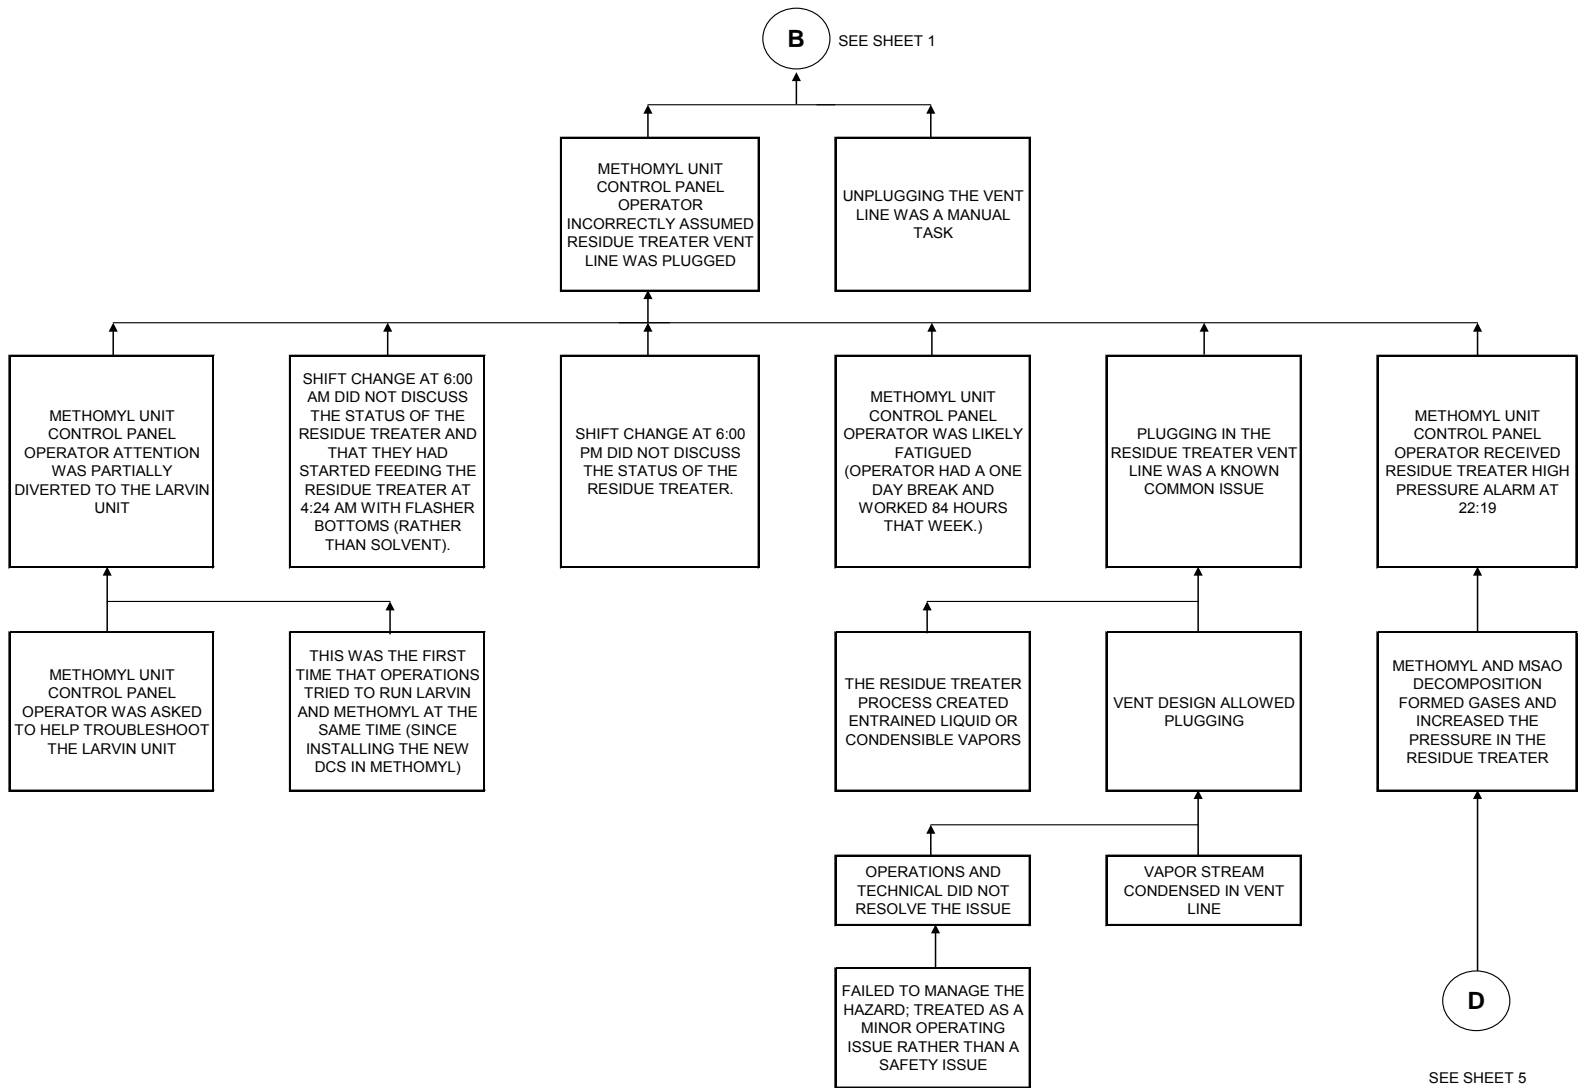 B
SEE SHEET 1
METHOMYL UNIT
CONTROL PANEL
OPERATOR
INCORRECTLY ASSUMED
RESIDUE TREATER VENT
LINE WAS PLUGGED
UNPLUGGING THE VENT
LINE WAS A MANUAL
TASK
METHOMYL UNIT
CONTROL PANEL
OPERATOR ATTENTION
WAS PARTIALLY
DIVERTED TO THE LARVIN
UNIT
SHIFT CHANGE AT 6:00
AM DID NOT DISCUSS
THE STATUS OF THE
RESIDUE TREATER AND
THAT THEY HAD
STARTED FEEDING THE
RESIDUE TREATER AT
4:24 AM WITH FLASHER
BOTTOMS (RATHER
THAN SOLVENT).
SHIFT CHANGE AT 6:00
PM DID NOT DISCUSS
THE STATUS OF THE
RESIDUE TREATER.
METHOMYL UNIT
CONTROL PANEL
OPERATOR WAS LIKELY
FATIGUED
(OPERATOR HAD A ONE
DAY BREAK AND
WORKED 84 HOURS
THAT WEEK.)
PLUGGING IN THE
RESIDUE TREATER VENT
LINE WAS A KNOWN
COMMON ISSUE
METHOMYL UNIT
CONTROL PANEL
OPERATOR RECEIVED
RESIDUE TREATER HIGH
PRESSURE ALARM AT
22:19
METHOMYL UNIT
CONTROL PANEL
OPERATOR WAS ASKED
TO HELP TROUBLESHOOT
THE LARVIN UNIT
THIS WAS THE FIRST
TIME THAT OPERATIONS
TRIED TO RUN LARVIN
AND METHOMYL AT THE
SAME TIME (SINCE
INSTALLING THE NEW
DCS IN METHOMYL)
THE RESIDUE TREATER
PROCESS CREATED
ENTRAINED LIQUID OR
CONDENSIBLE VAPORS
VENT DESIGN ALLOWED
PLUGGING
METHOMYL AND MSAO
DECOMPOSITION
FORMED GASES AND
INCREASED THE
PRESSURE IN THE
RESIDUE TREATER
OPERATIONS AND
TECHNICAL DID NOT
RESOLVE THE ISSUE
VAPOR STREAM
CONDENSED IN VENT
LINE
FAILED TO MANAGE THE
HAZARD; TREATED AS A
MINOR OPERATING
ISSUE RATHER THAN A
SAFETY ISSUE
D
SEE SHEET 5